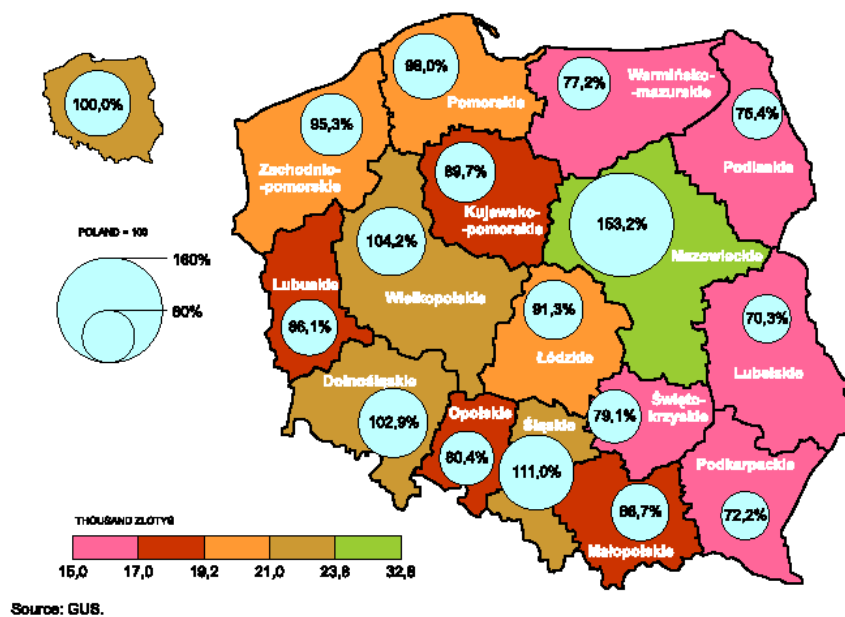 100,0%
POLAND = 100
160%
80%
98,0%
Pomorskie
77,2%
Warmińsko-
-mazurskie
75,4%
Podlaskie
95,3%
Zachodnio-
-pomorskie
89,7%
Kujawsko-
-pomorskie
153,2%
Mazowieckie
104,2%
Wielkopolskie
Lubuskie
86,1%
91,3%
Łódzkie
70,3%
Lubelskie
Dolnośląskie
102,9%
Opolskie
80,4%
Śląskie
111,0%
79,1%
Święto-
krzyskie
Podkarpackie
72,2%
86,7%
Małopolskie
THOUSAND ZLOTYS
15,0 17,0 19,2 21,0 23,8 32,8
Source: GUS.